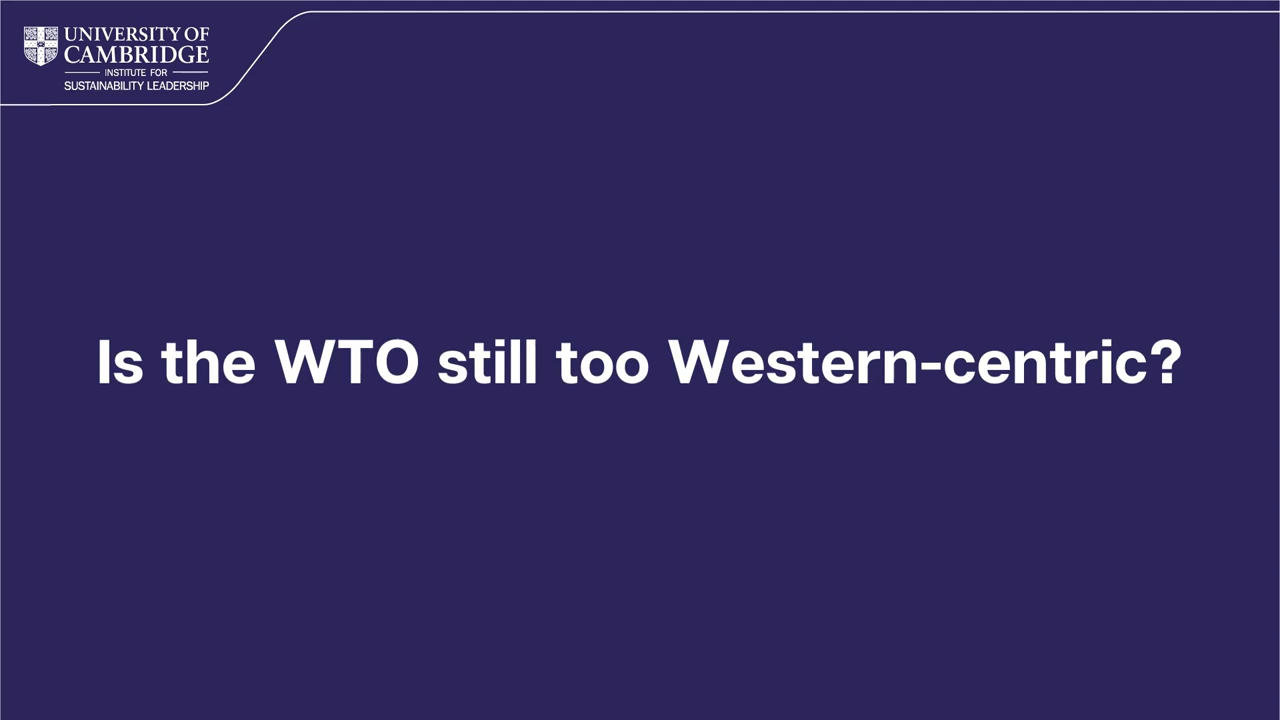 UNIVERSITY OF
CAMBRIDGE
INSTITUTE FOR
SUSTAINABILITY LEADERSHIP
Is the WTO still too Western-centric?